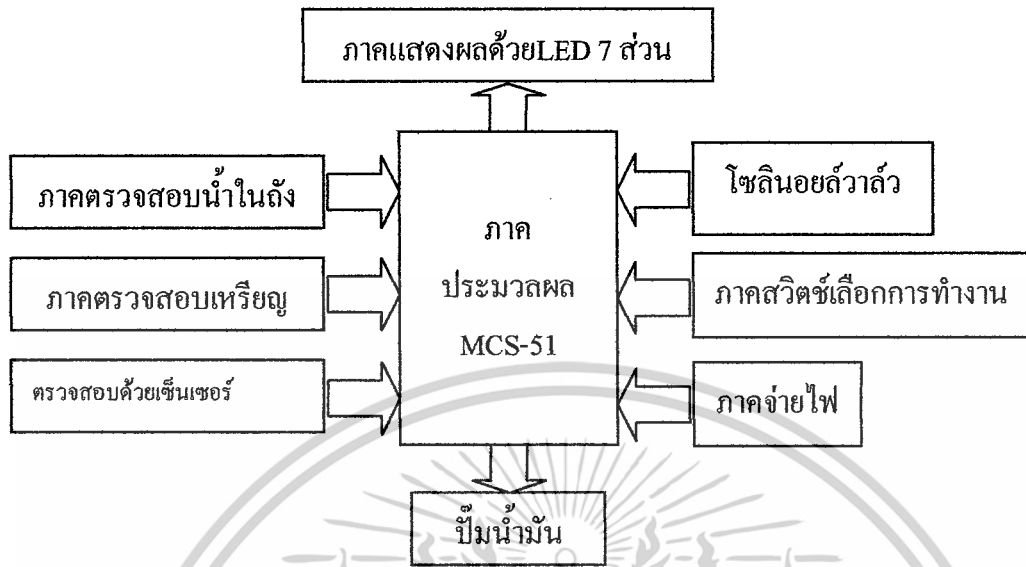 ภาคแสดงผลด้วยLED 7 ส่วน
ภาคตรวจสอบน้ำในถัง
ภาคตรวจสอบเหรียญ
ตรวจสอบด้วยเซ็นเซอร์
ภาค
ประมวลผล
MCS-51
โซลินอยล์วาล์ว
ภาคสวิตช์เลือกการทำงาน
ภาคจ่ายไฟ
ปั๊มน้ำมัน